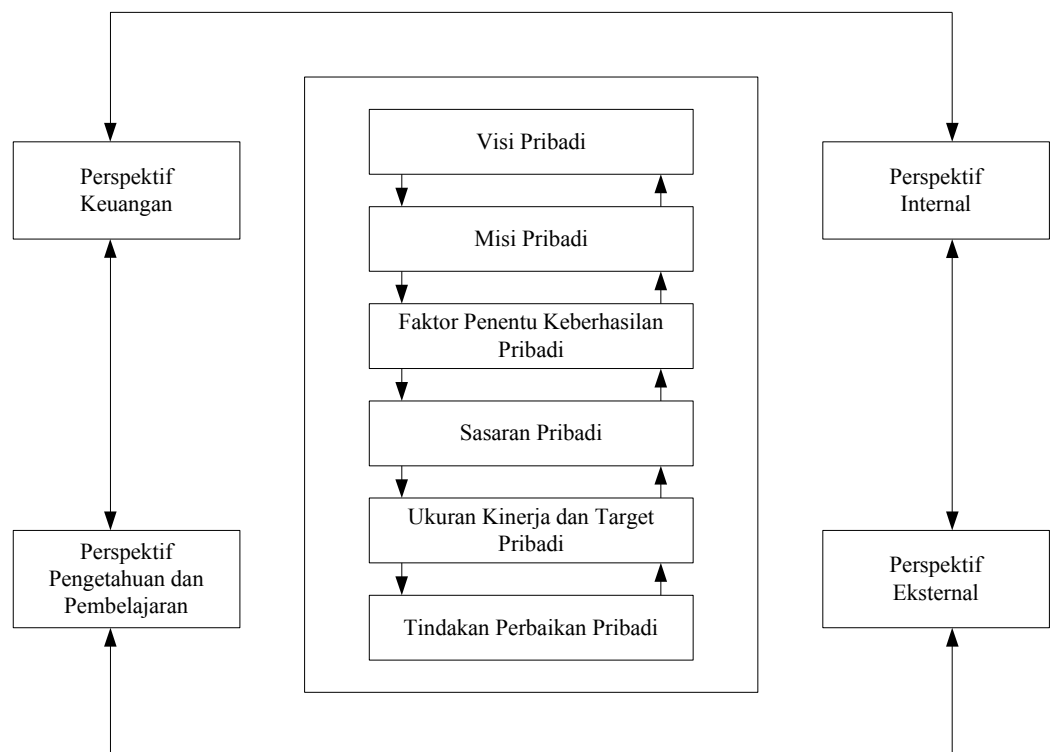 Visi Pribadi
Perspektif
Keuangan
Perspektif
Internal
Misi Pribadi
Faktor Penentu Keberhasilan
Pribadi
Sasaran Pribadi
Ukuran Kinerja dan Target
Pribadi
Perspektif
Pengetahuan dan
Pembelajaran
Perspektif
Eksternal
Tindakan Perbaikan Pribadi